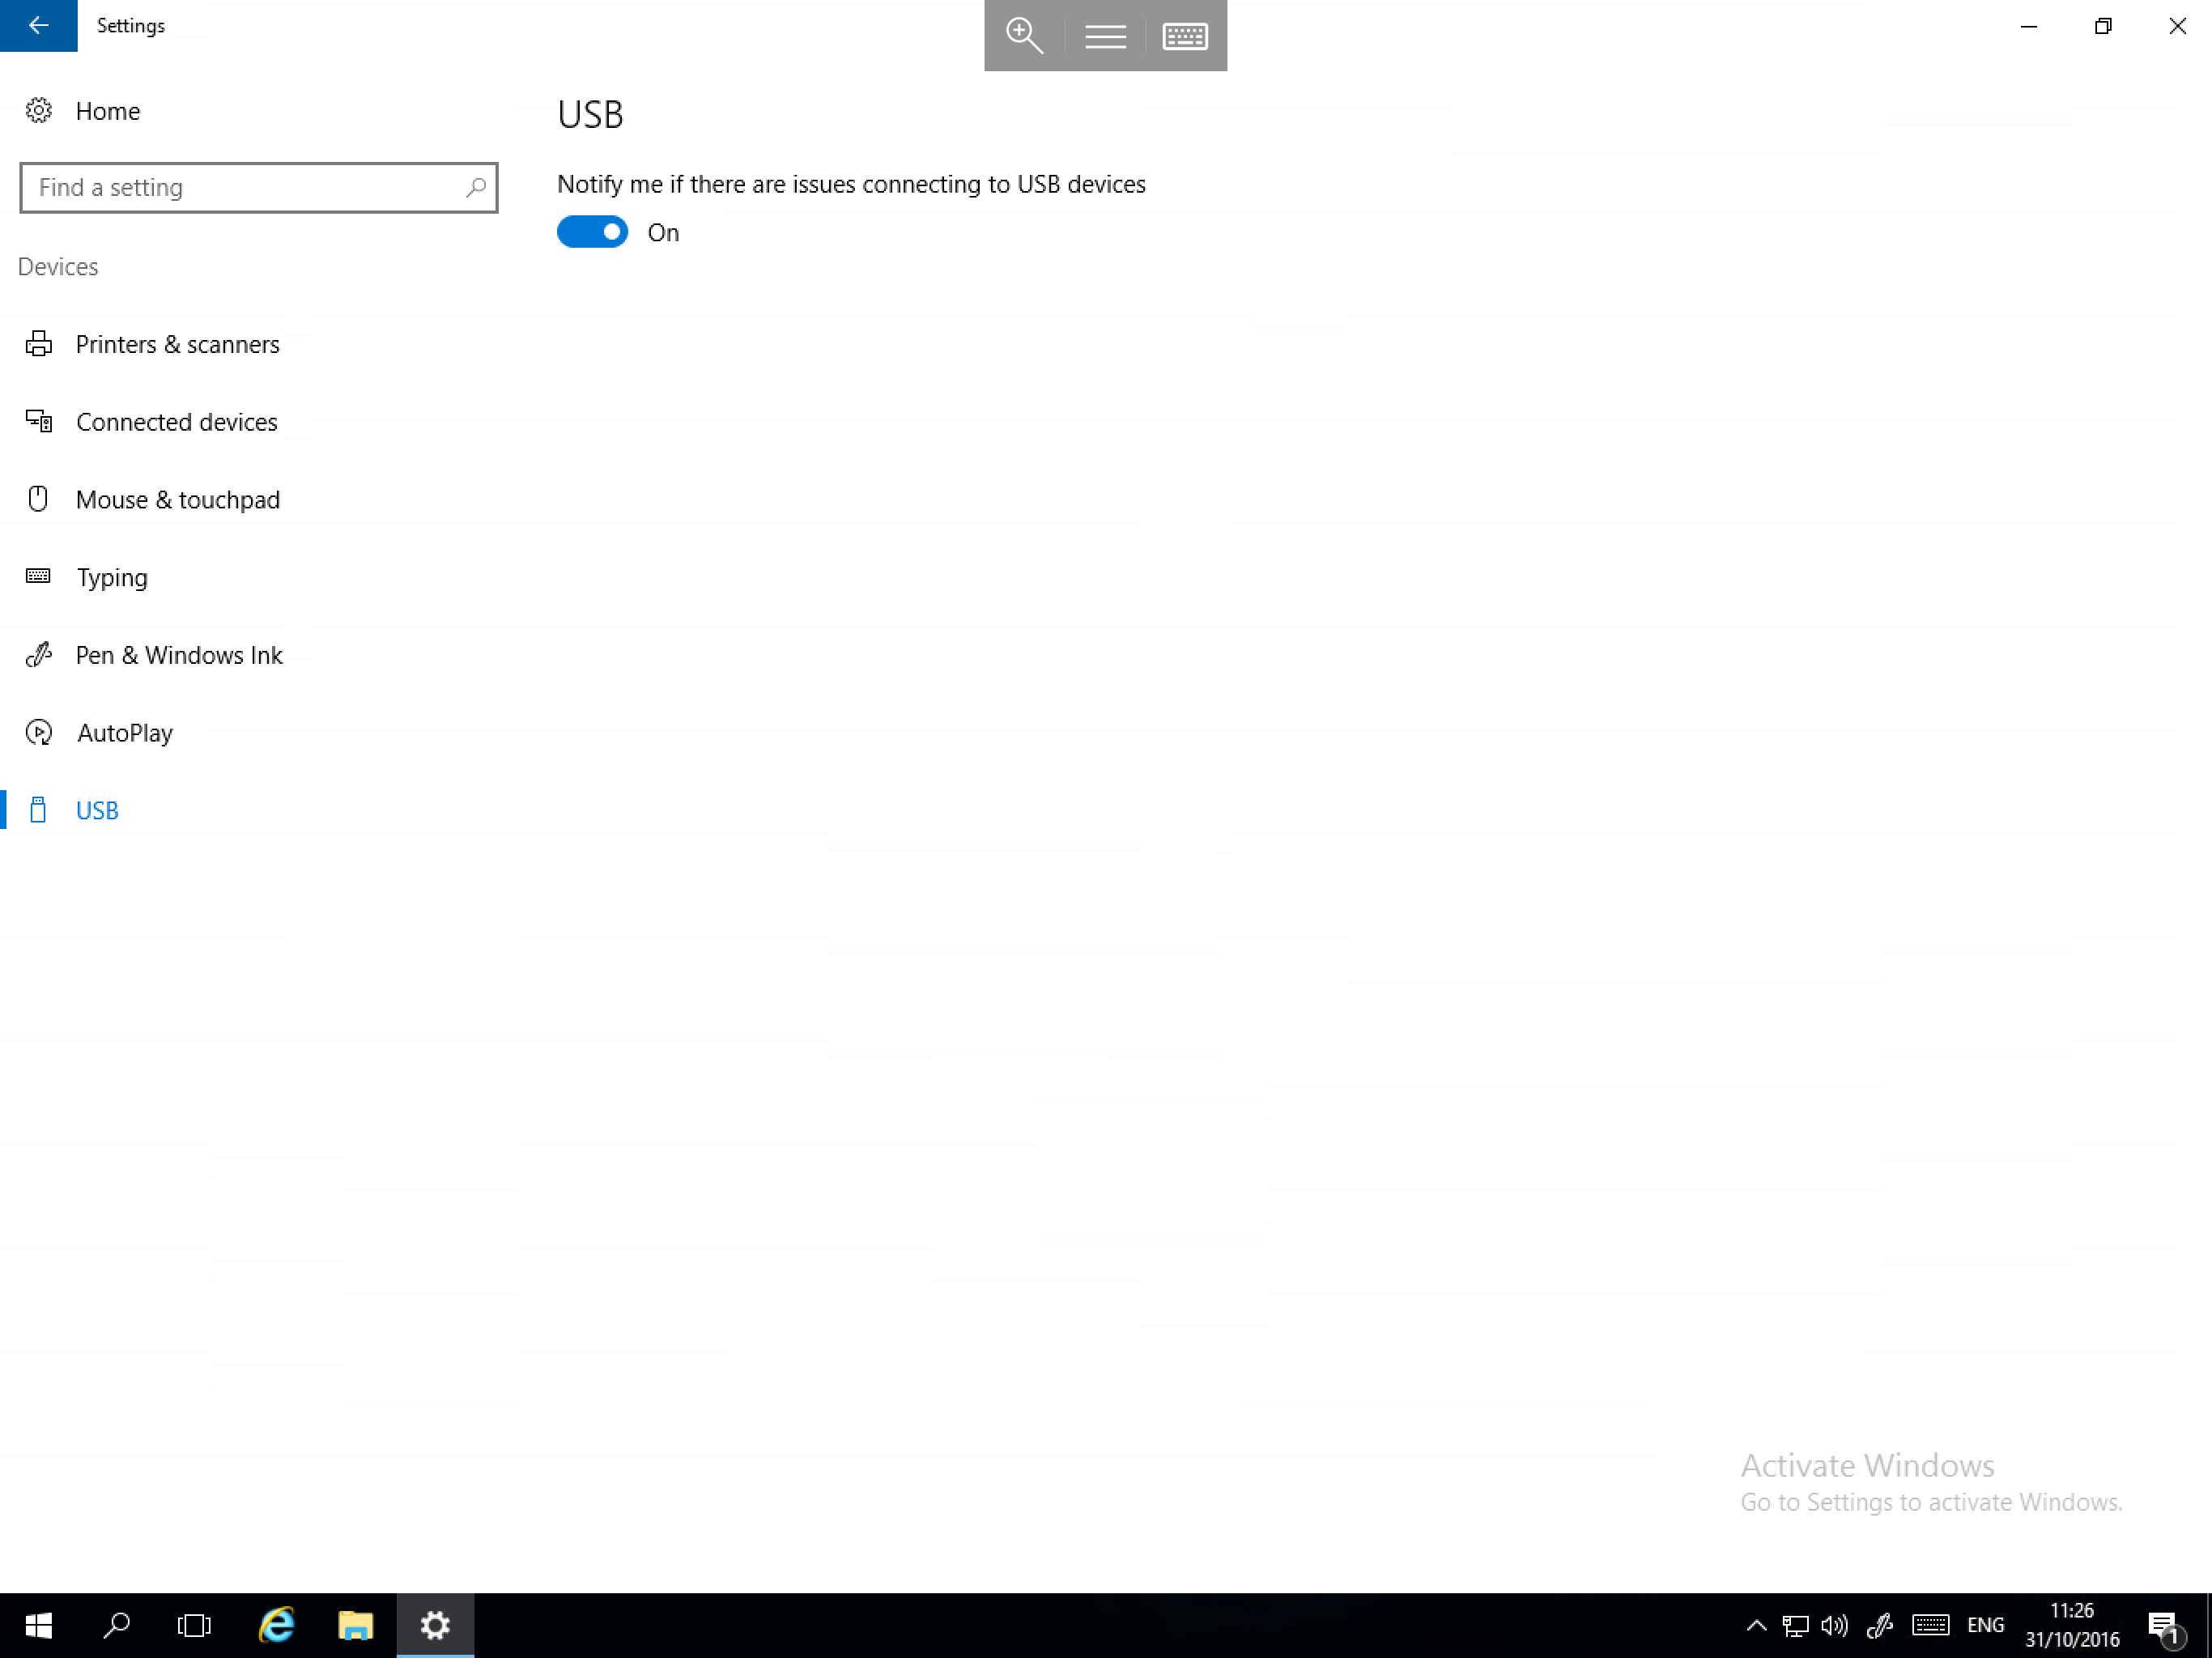 Settings
Home
Find a setting
Devices
Printers & scanners
Connected devices
Mouse & touchpad
Typing
Pen & Windows Ink
AutoPlay
USB
USB
Notify me if there are issues connecting to USB devices
On
Activate Windows
Go to Settings to activate Windows.
ENG
11:26
31/10/2016
1